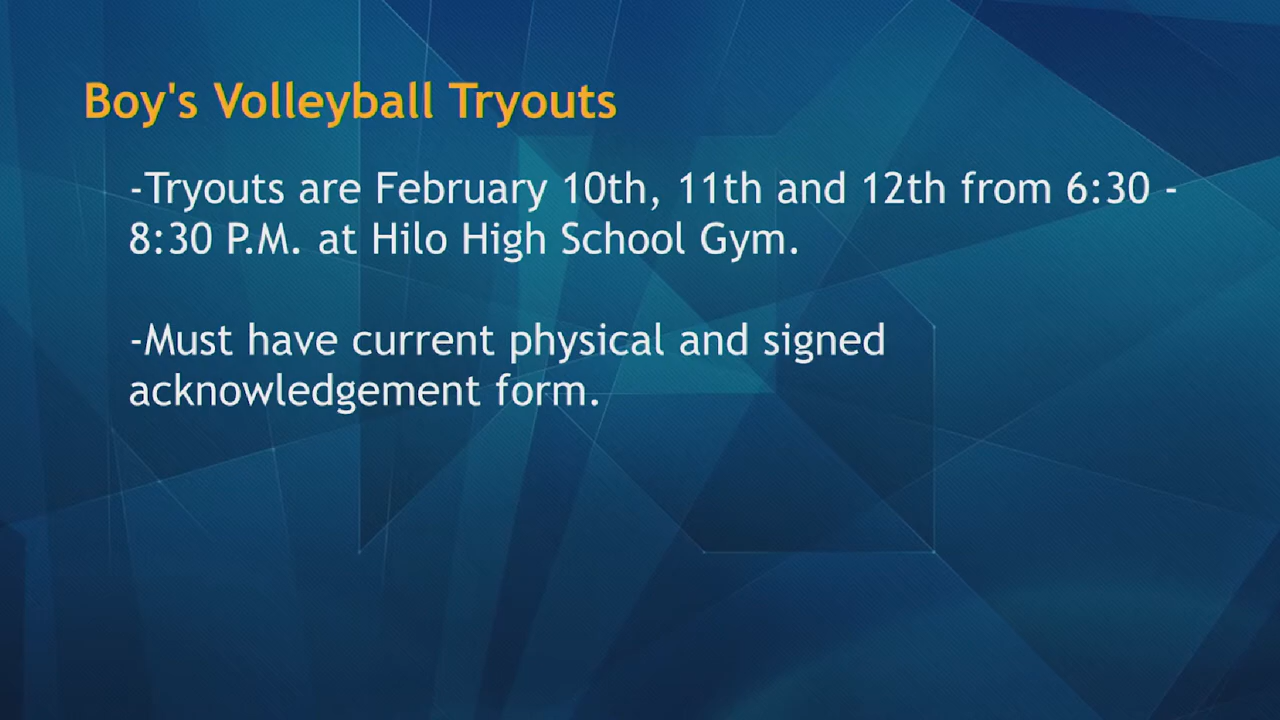 Boy's Volleyball Tryouts
-Tryouts are February 10th, 11th and 12th from 6:30 -
8:30 P.M. at Hilo High School Gym.
-Must have current physical and signed
acknowledgement form.